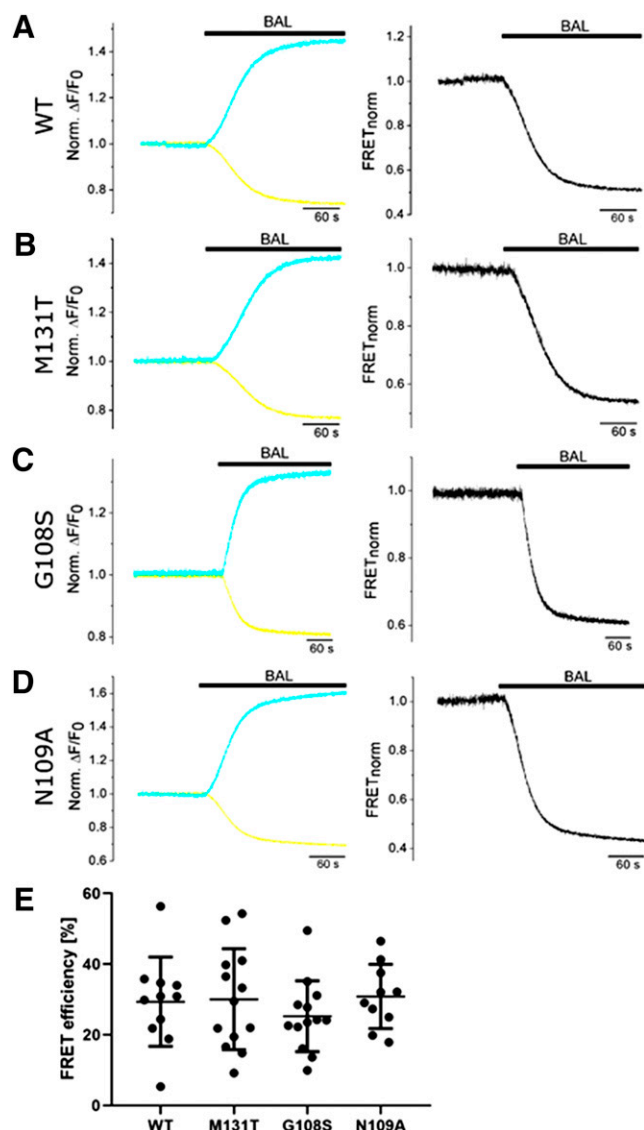 A
BAL
BAL
WT
Norm. ΔF/F0
1.4
1.2
1.0
0.8
60 s
FRETnorm
1.2
1.0
0.8
0.6
0.4
60 s
B
BAL
BAL
M131T
Norm. ΔF/F0
1.4
1.2
1.0
0.8
60 s
FRETnorm
1.0
0.8
0.6
60 s
C
BAL
BAL
G108S
Norm. ΔF/F0
1.2
1.0
0.8
60 s
FRETnorm
1.0
0.8
0.6
60 s
D
BAL
BAL
N109A
Norm. ΔF/F0
1.6
1.4
1.2
1.0
0.8
0.6
60 s
FRETnorm
1.0
0.8
0.6
0.4
60 s
E
FRET efficiency [%]
60
40
20
0
WT M131T G108S N109A